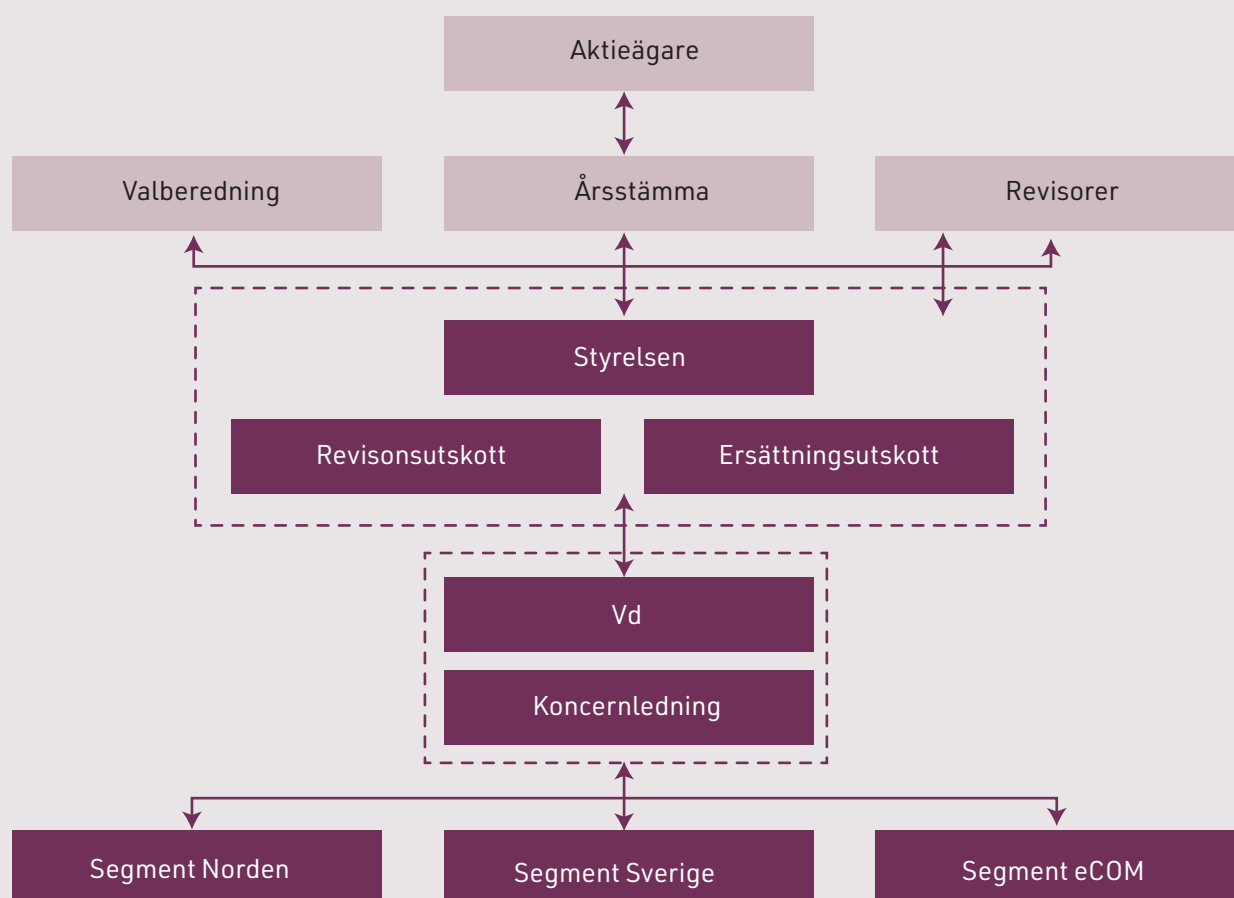 Aktieägare
Valberedning
Årsstämma
Revisorer
Styrelsen
Revisonsutskott
Ersättningsutskott
Vd
Koncernledning
Segment Norden
Segment Sverige
Segment eCOM